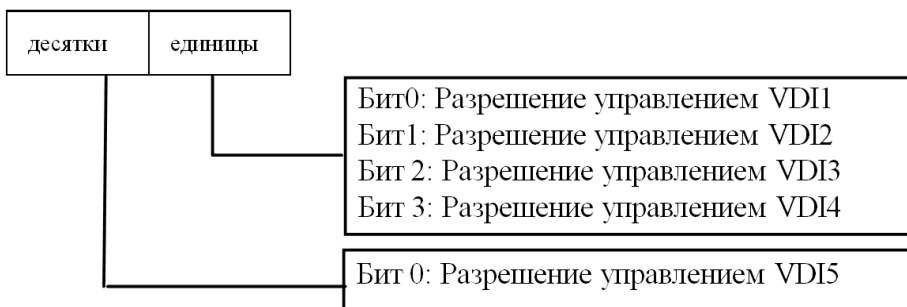 десятки единицы
Бит0: Разрешение управлением VDI1
Бит1: Разрешение управлением VDI2
Бит 2: Разрешение управлением VDI3
Бит 3: Разрешение управлением VDI4
Бит 0: Разрешение управлением VDI5